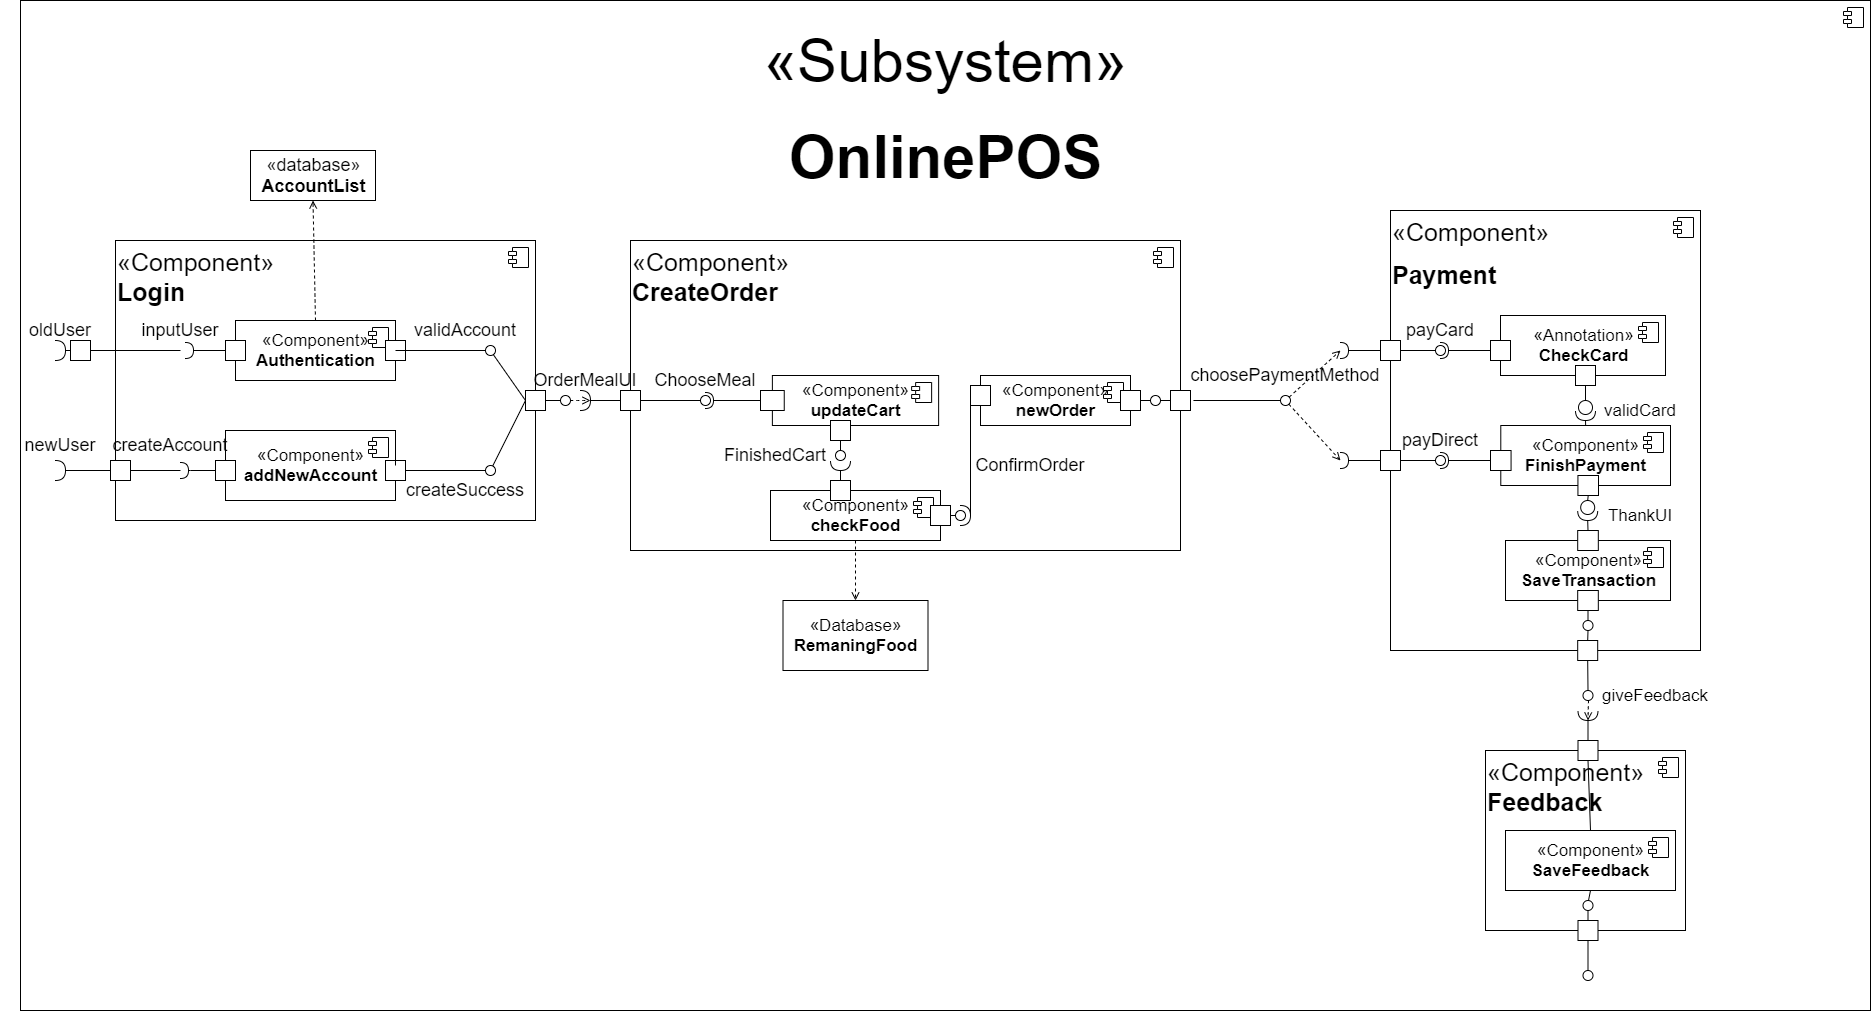 «Subsystem»
OnlinePOS
«database»
AccountList
«Component»
Login
oldUser
inputUser
«Component»
Authentication
validAccount
newUser
createAccount
«Component»
addNewAccount
createSuccess
OrderMealUI
«Component»
CreateOrder
ChooseMeal
«Component»
updateCart
FinishedCart
«Component»
checkFood
«Component»
newOrder
ConfirmOrder
«Database»
RemaningFood
choosePaymentMethod
«Component»
Payment
payCard
«Annotation»
CheckCard
validCard
payDirect
«Component»
FinishPayment
ThankUI
«Component»
SaveTransaction
giveFeedback
«Component»
Feedback
«Component»
SaveFeedback